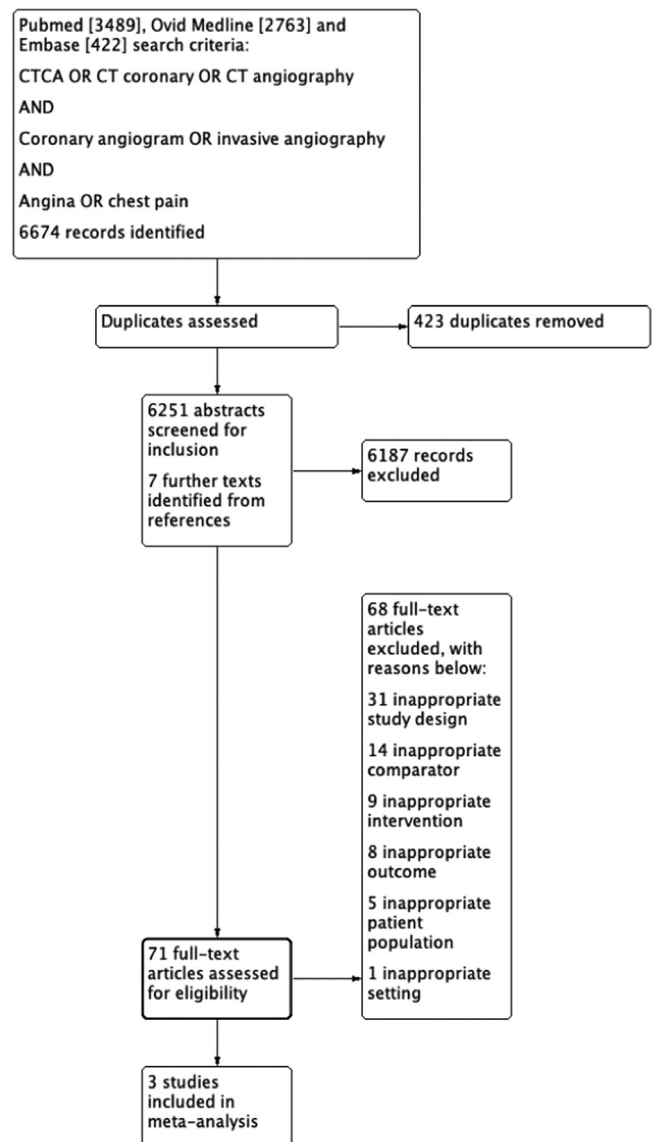 Pubmed [3489], Ovid Medline [2763] and
Embase [422] search criteria:
CTCA OR CT coronary OR CT angiography
AND
Coronary angiogram OR invasive angiography
AND
Angina OR chest pain
6674 records identified
Duplicates assessed
423 duplicates removed
6251 abstracts
screened for
inclusion
7 further texts
identified from
references
6187 records
excluded
68 full-text
articles
excluded, with
reasons below:
31 inappropriate
study design
14 inappropriate
comparator
9 inappropriate
intervention
8 inappropriate
outcome
5 inappropriate
patient
population
1 inappropriate
setting
71 full-text
articles assessed
for eligibility
3 studies
included in
meta-analysis